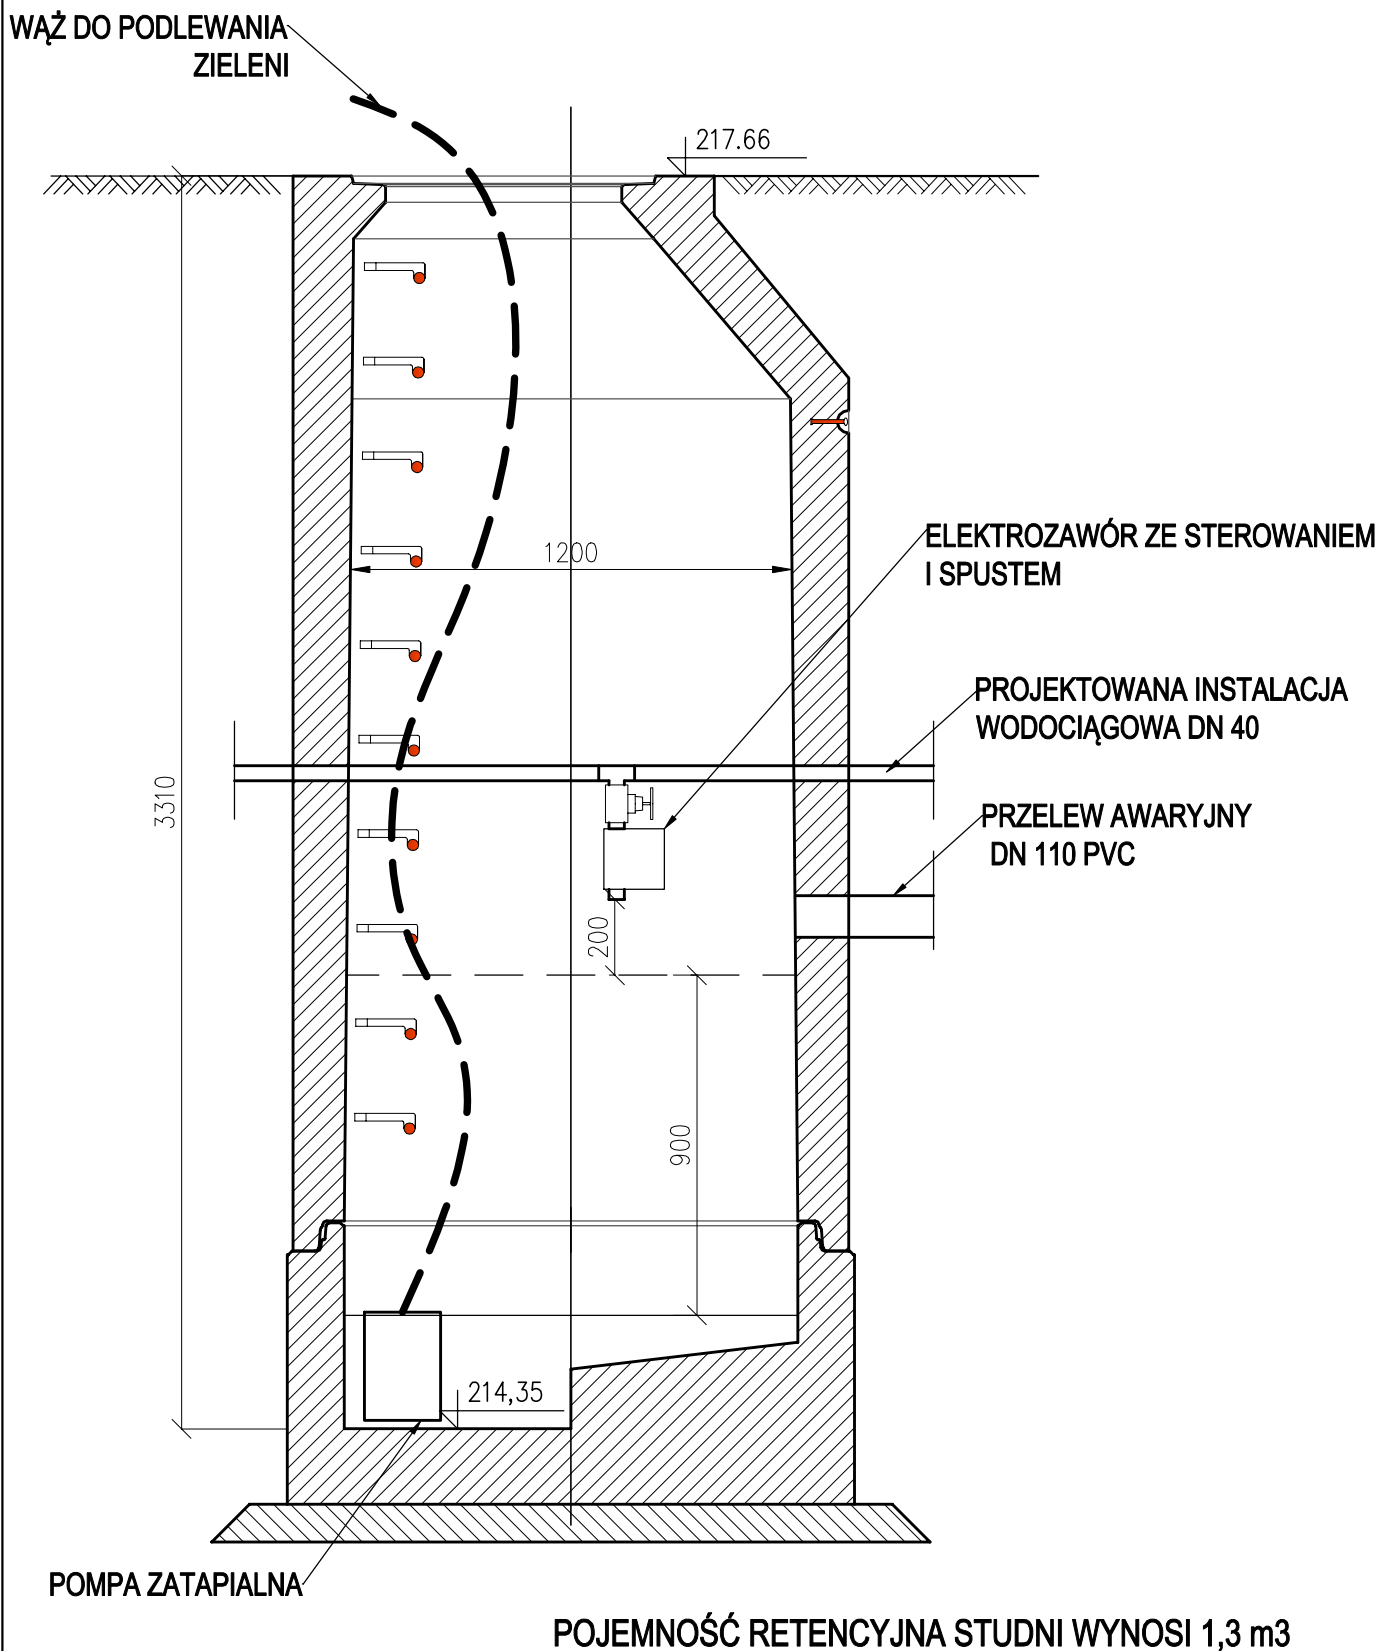 WĄŻ DO PODLEWANIA
ZIELENI
217.66
1200
ELEKTROZAWÓR ZE STEROWANIEM
I SPUSTEM
PROJEKTOWANA INSTALACJA
WODOCIĄGOWA DN 40
3310
PRZELEW AWARYJNY
DN 110 PVC
200
900
214,35
POMPA ZATAPIALNA
POJEMNOŚĆ RETENCYJNA STUDNI WYNOSI 1,3 m3